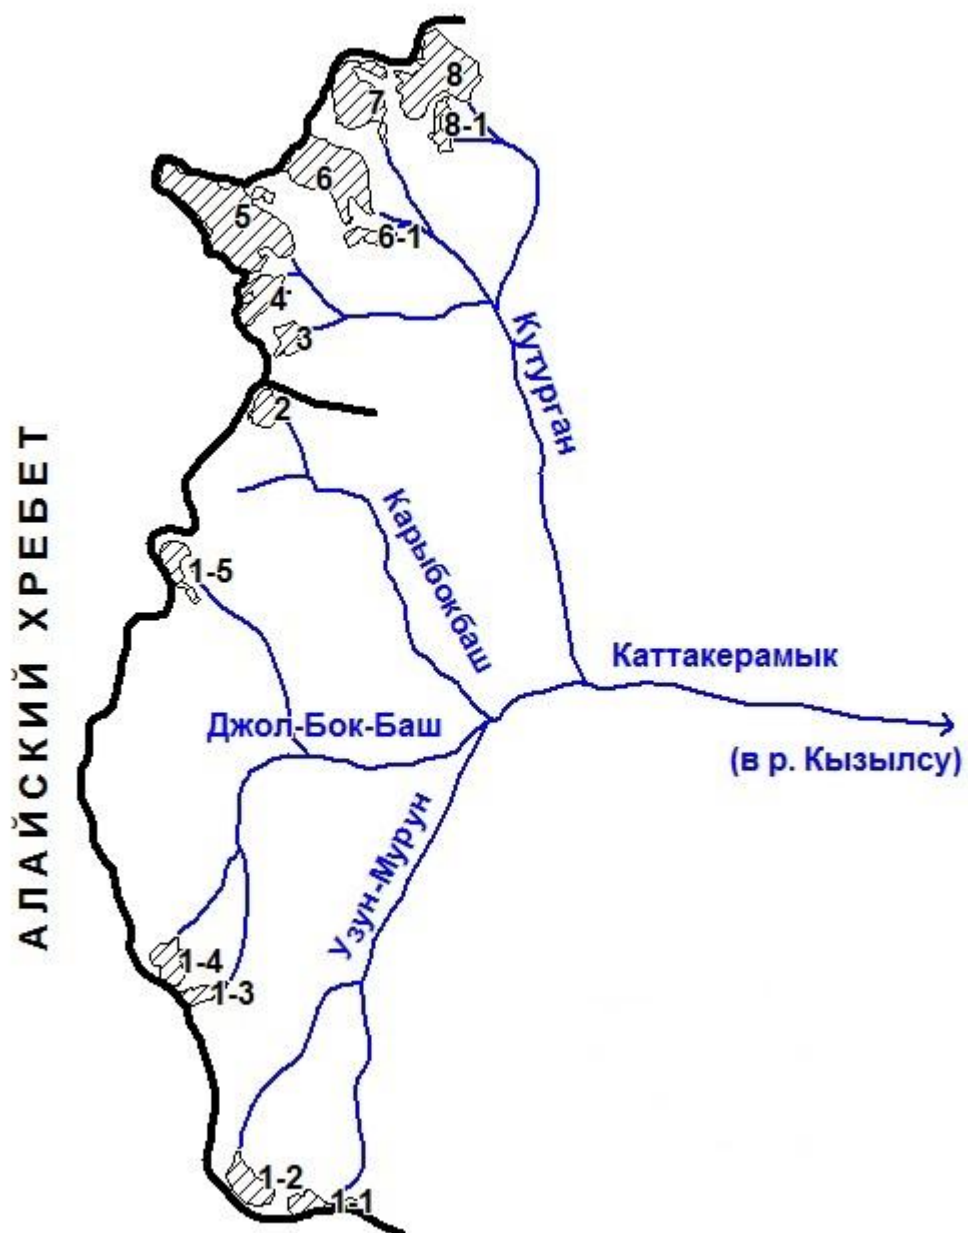 8
7
8-1
6
5
6-1
4
3
Кутурган
2
АЛАЙСКИЙ ХРЕБЕТ
Карыбокбаш
1-5
Каттакерамык
Джол-Бок-Баш
(в р. Кызылсу)
Узун-Мурун
1-4
1-3
1-2
1-1